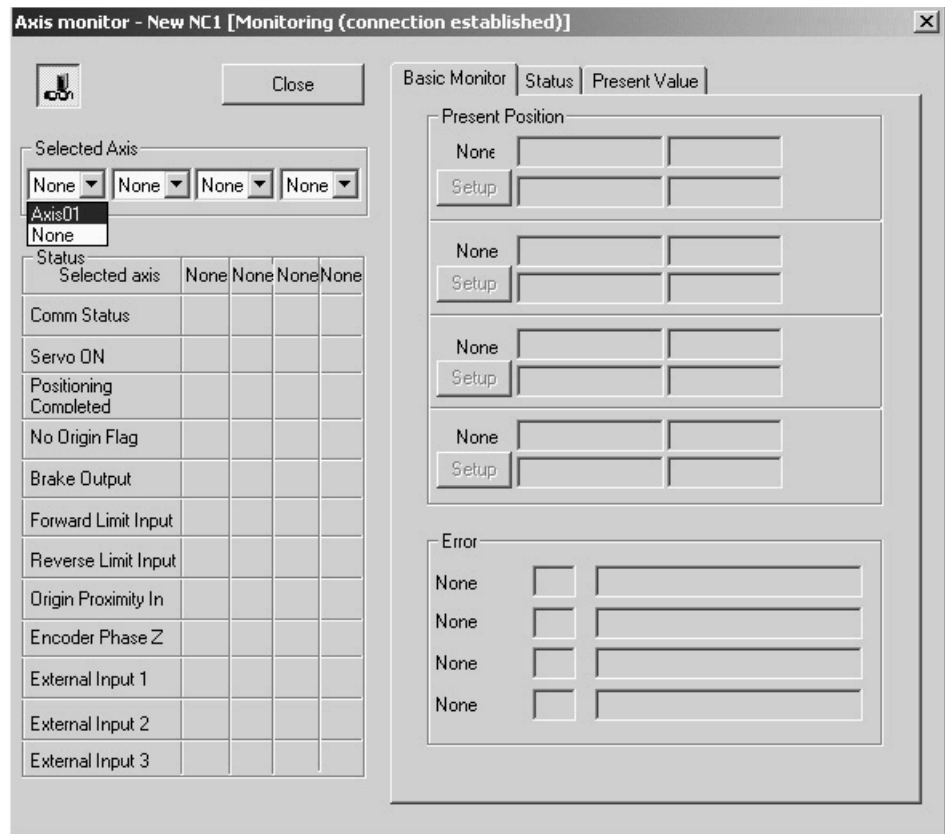 Axis monitor - New NC1 [Monitoring (connection established)]
Close
Selected Axis
None None None None
Axis01
None
Status
Selected axis None None None None
Comm Status
Servo ON
Positioning
Completed
No Origin Flag
Brake Output
Forward Limit Input
Reverse Limit Input
Origin Proximity In
Encoder Phase Z
External Input 1
External Input 2
External Input 3
Basic Monitor Status Present Value
Present Position
None
Setup
None
Setup
None
Setup
None
Setup
Error
None
None
None
None